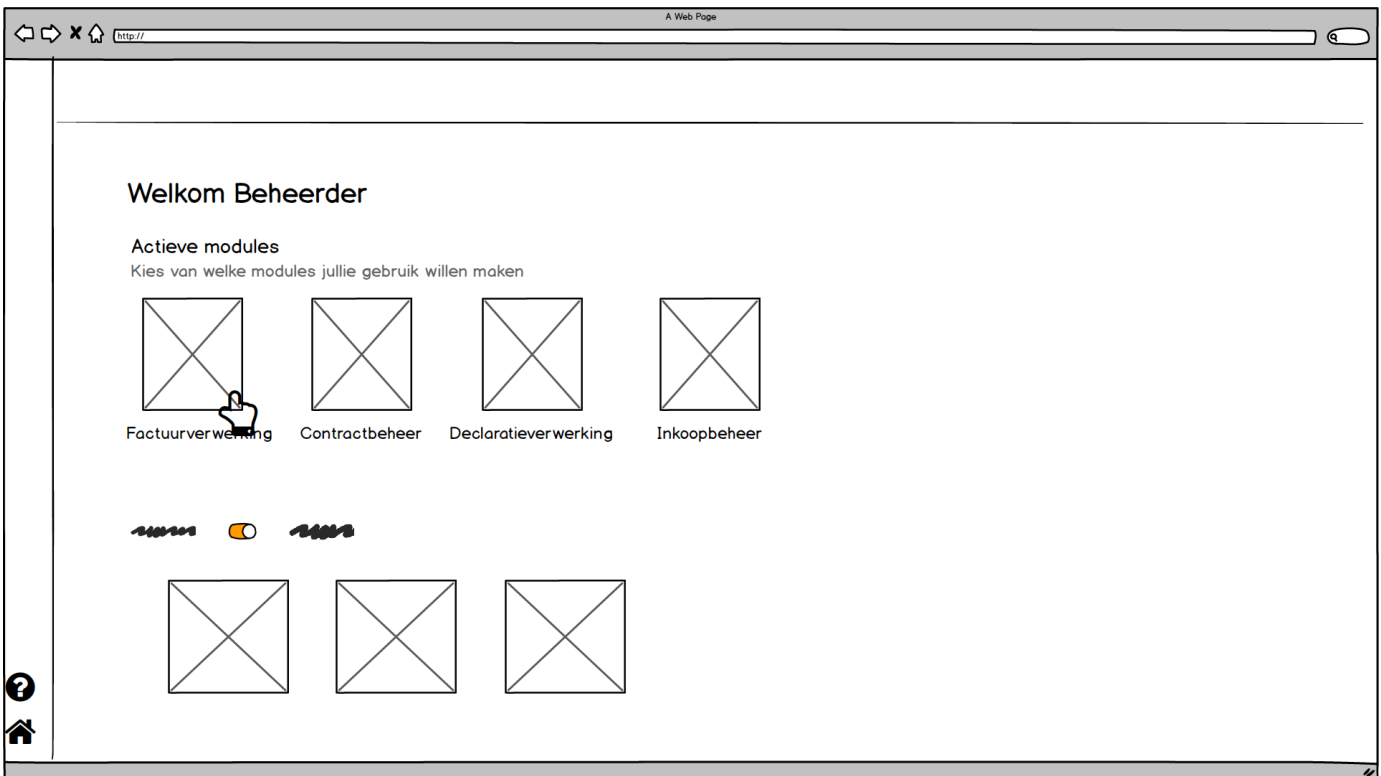 A Web Page
http://
Welkom Beheerder
Actieve modules
Kies van welke modules jullie gebruik willen maken
Factuurverwerking Contractbeheer Declaratieverwerking Inkoopbeheer
?